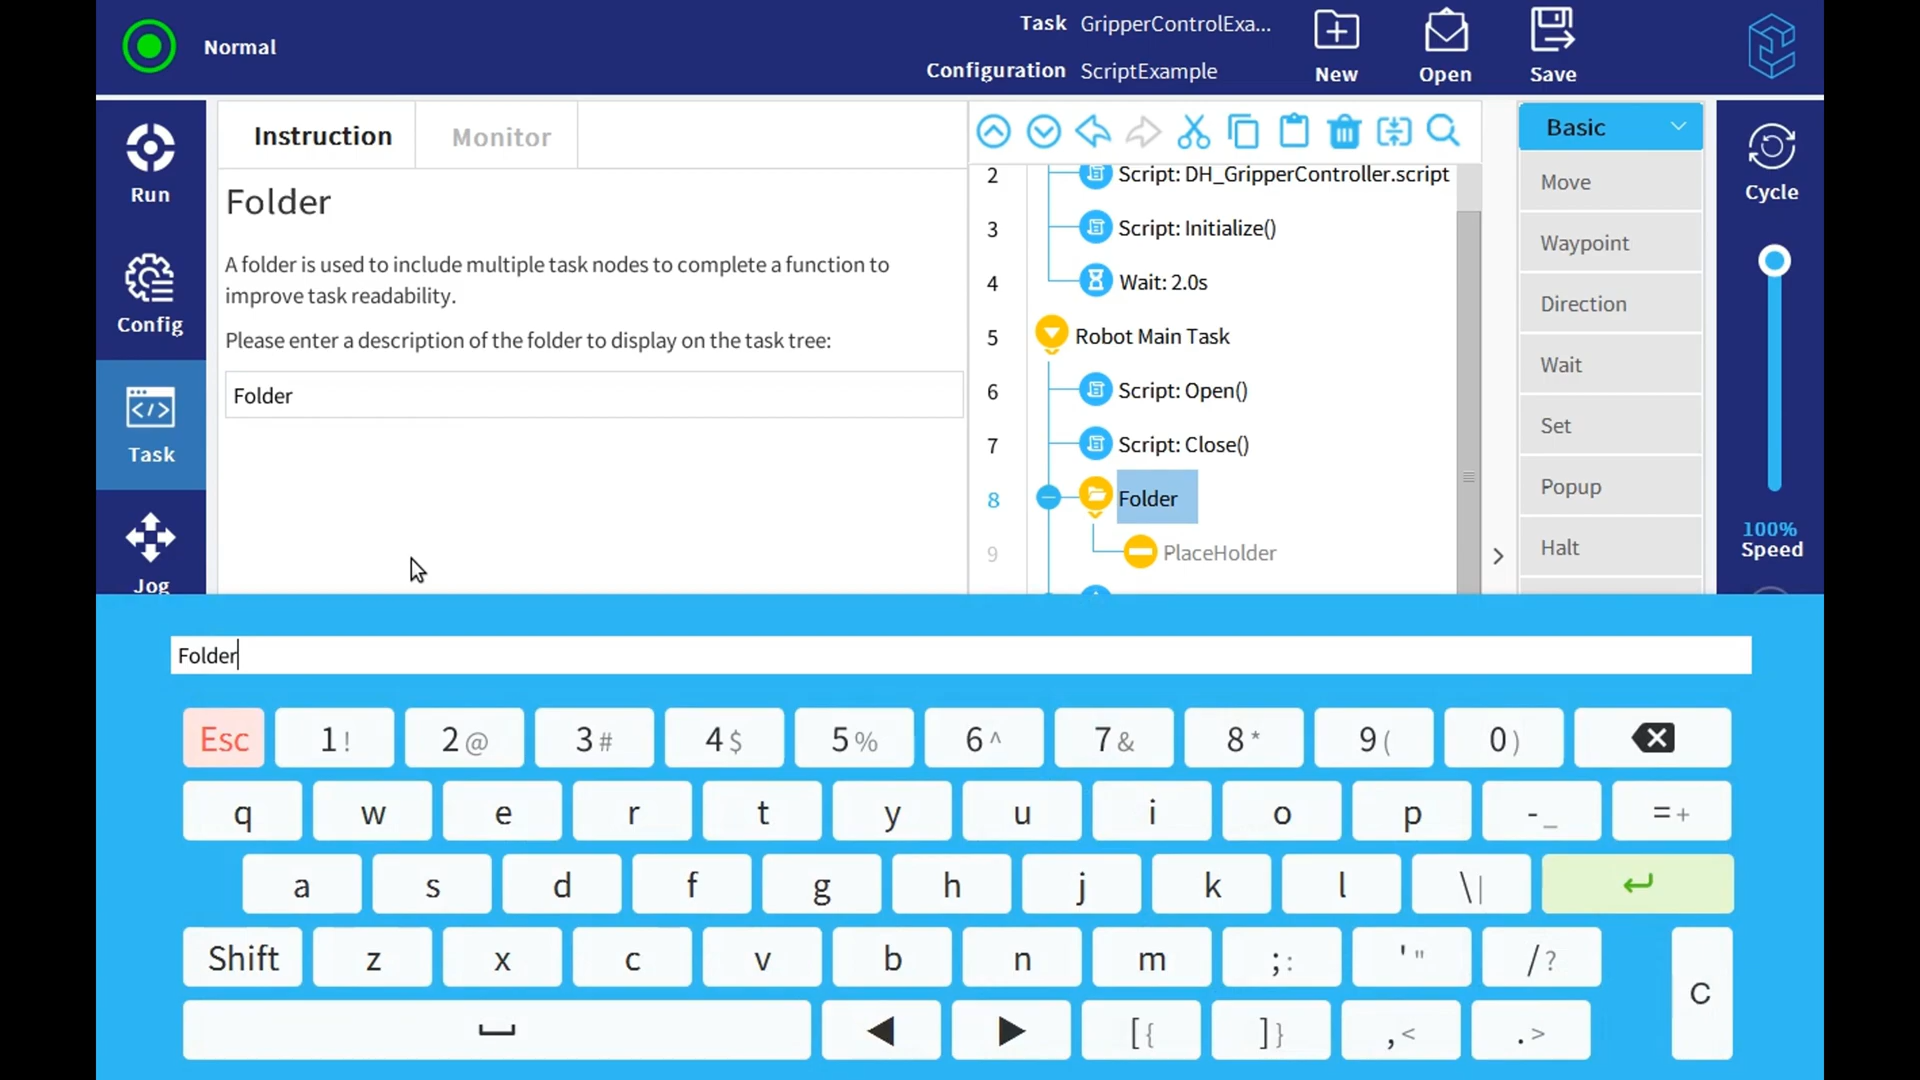 Normal
Task GripperControlExa...
Configuration ScriptExample
New
Open
Save
Run
Config
Task
Jog
Instruction
Monitor
Folder
A folder is used to include multiple task nodes to complete a function to
improve task readability.
Please enter a description of the folder to display on the task tree:
Folder
2 Script: DH_GripperController.script
3 Script: Initialize()
4 Wait: 2.0s
5 Robot Main Task
6 Script: Open()
7 Script: Close()
8 Folder
9 PlaceHolder
Basic
Move
Waypoint
Direction
Wait
Set
Popup
Halt
Cycle
100%
Speed
Folder
Esc 1 ! 2 @ 3 # 4 $ 5 % 6 ^ 7 & 8 * 9 ( 0 )
q w e r t y u i o p - _ = +
a s d f g h j k l \ |
Shift z x c v b n m ; : ' " / ?
C
[ { ] } , < . >